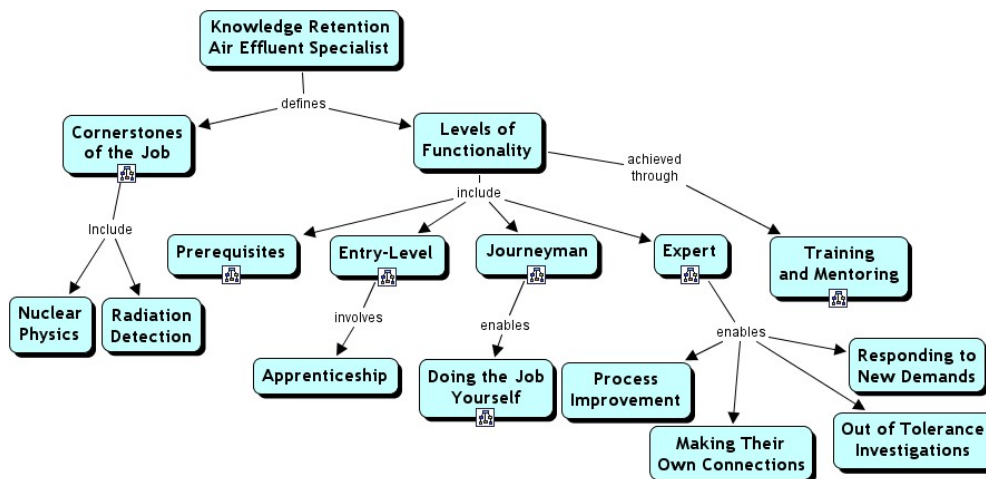 Knowledge Retention
Air Effluent Specialist
defines
Cornerstones
of the Job
Levels of
Functionality
achieved
through
include
Include
Prerequisites
Entry-Level
Journeyman
Expert
Training
and Mentoring
Nuclear
Physics
Radiation
Detection
involves
enables
enables
Apprenticeship
Doing the Job
Yourself
Process
Improvement
Responding to
New Demands
Making Their
Own Connections
Out of Tolerance
Investigations